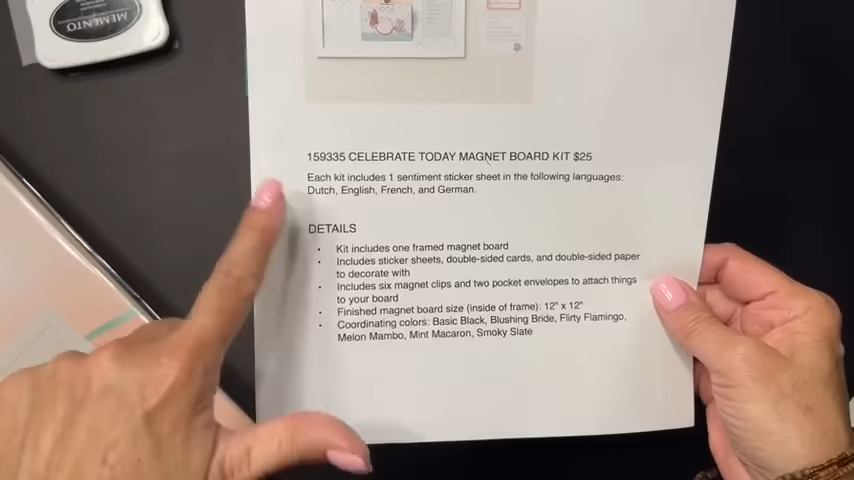 MEMENTO
159335 CELEBRATE TODAY MAGNET BOARD KIT $25
Each kit includes 1 sentiment sticker sheet in the following languages:
Dutch, English, French, and German.
DETAILS
• Kit includes one framed magnet board
• Includes sticker sheets, double-sided cards, and double-sided paper
to decorate with
• Includes six magnet clips and two pocket envelopes to attach things
to your board
• Finished magnet board size (inside of frame): 12" x 12"
• Coordinating colors: Basic Black, Blushing Bride, Flirty Flamingo,
Melon Mambo, Mint Macaron, Smoky Slate